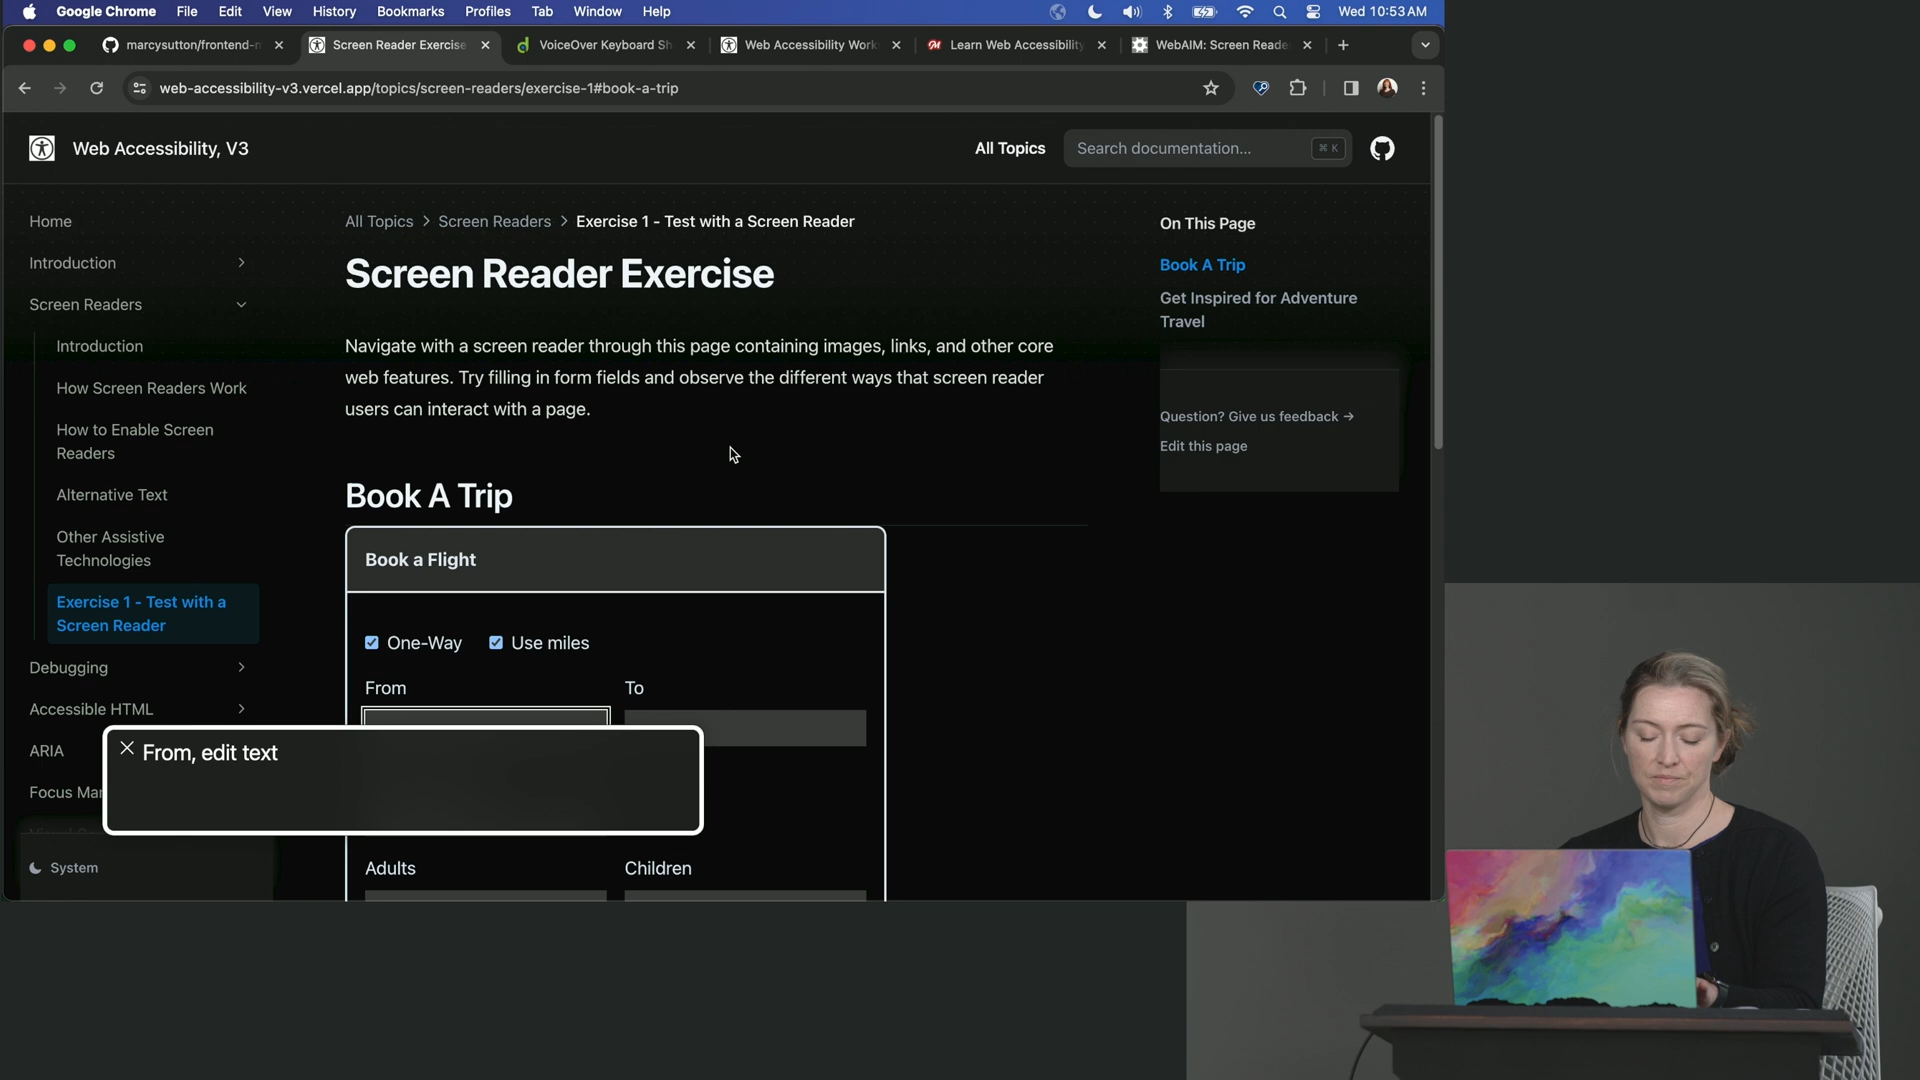 Google Chrome File Edit View History Bookmarks Profiles Tab Window Help Wed 10:53 AM
marcysutton/frontend-m
Screen Reader Exercise
VoiceOver Keyboard Sh
Web Accessibility Work
Learn Web Accessibility
WebAIM: Screen Reade
web-accessibility-v3.vercel.app/topics/screen-readers/exercise-1#book-a-trip
Web Accessibility, V3
All Topics
Search documentation...
⌘ K
Home
Introduction
Screen Readers
Introduction
How Screen Readers Work
How to Enable Screen
Readers
Alternative Text
Other Assistive
Technologies
Exercise 1 - Test with a
Screen Reader
Debugging
Accessible HTML
ARIA
Focus Mar
System
All Topics > Screen Readers > Exercise 1 - Test with a Screen Reader
Screen Reader Exercise
Navigate with a screen reader through this page containing images, links, and other core
web features. Try filling in form fields and observe the different ways that screen reader
users can interact with a page.
Book A Trip
Book a Flight
One-Way
Use miles
From
To
From, edit text
Adults
Children
On This Page
Book A Trip
Get Inspired for Adventure
Travel
Question? Give us feedback →
Edit this page